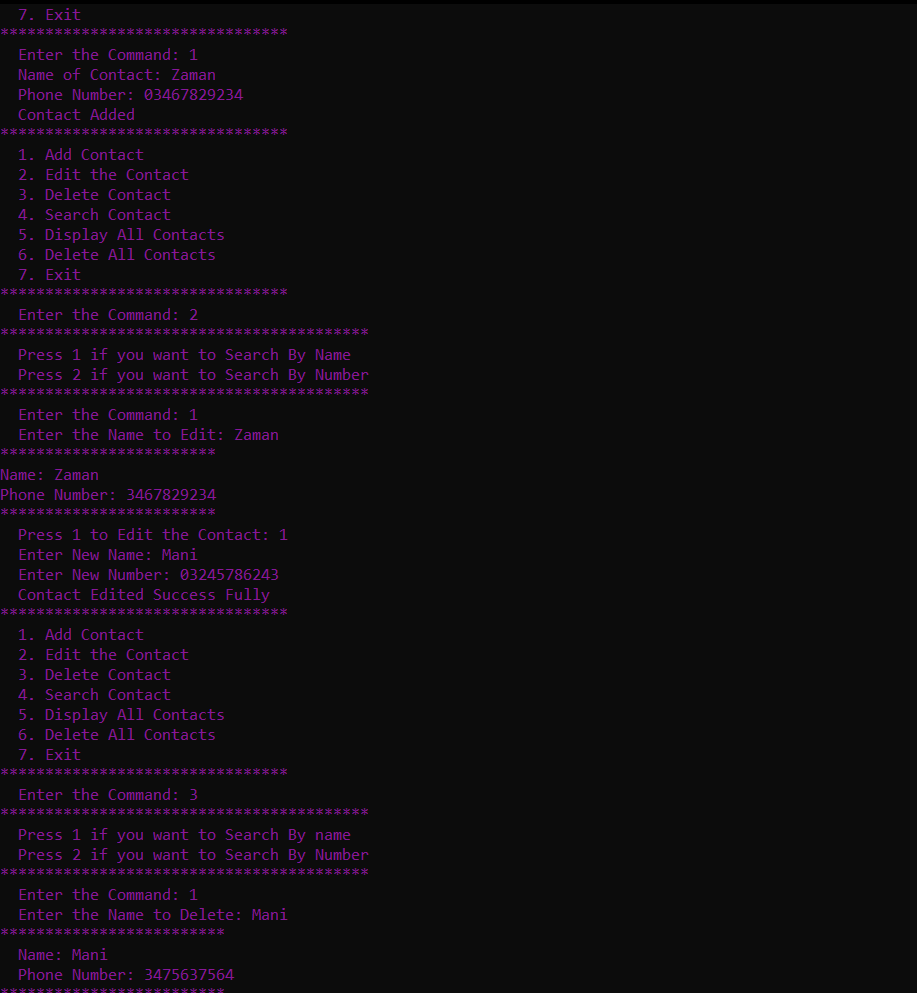 7. Exit
********************************
Enter the Command: 1
Name of Contact: Zaman
Phone Number: 03467829234
Contact Added
********************************
1. Add Contact
2. Edit the Contact
3. Delete Contact
4. Search Contact
5. Display All Contacts
6. Delete All Contacts
7. Exit
********************************
Enter the Command: 2
*****************************************
Press 1 if you want to Search By Name
Press 2 if you want to Search By Number
*****************************************
Enter the Command: 1
Enter the Name to Edit: Zaman
************************
Name: Zaman
Phone Number: 3467829234
************************
Press 1 to Edit the Contact: 1
Enter New Name: Mani
Enter New Number: 03245786243
Contact Edited Success Fully
********************************
1. Add Contact
2. Edit the Contact
3. Delete Contact
4. Search Contact
5. Display All Contacts
6. Delete All Contacts
7. Exit
********************************
Enter the Command: 3
*****************************************
Press 1 if you want to Search By name
Press 2 if you want to Search By Number
*****************************************
Enter the Command: 1
Enter the Name to Delete: Mani
*************************
Name: Mani
Phone Number: 3475637564
*************************